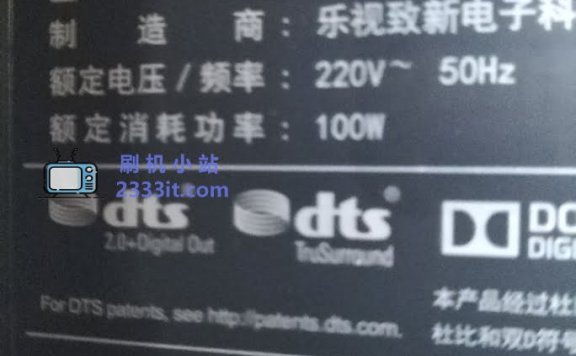 制造商：乐视致新电子科
额定电压/频率：220V~ 50Hz
额定消耗功率：100W
刷机小站
2333it.com
dts
2.0+Digital Out
dts®
TruSurround
DO
DIGI
For DTS patents, see http://patents.dts.com.
本产品经过杜
杜比和双D符号